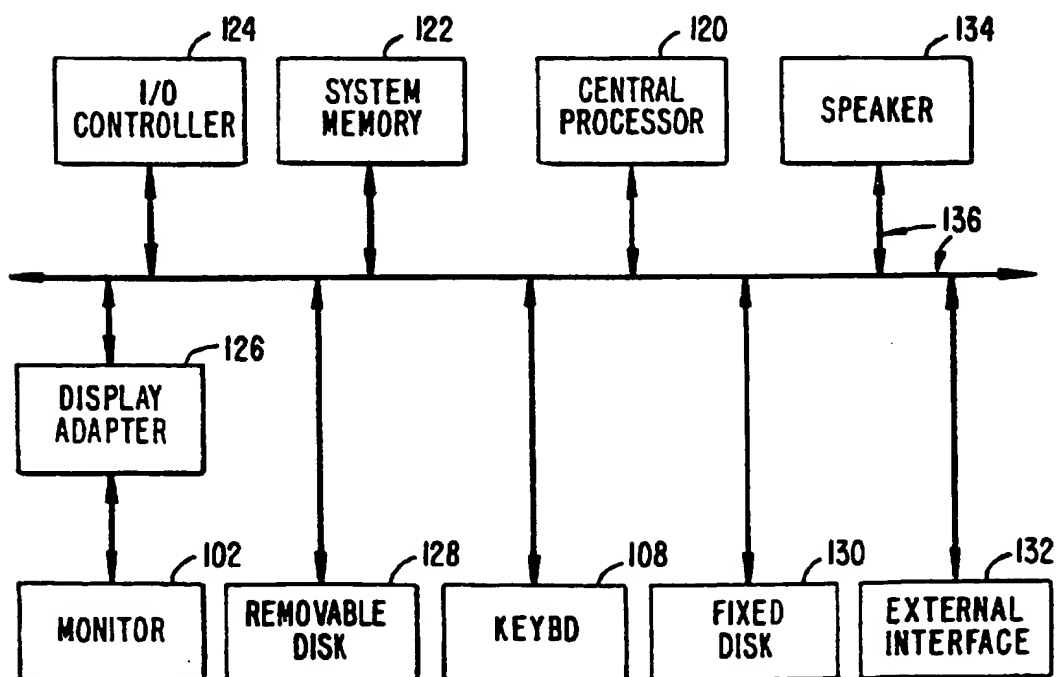 124
122
120
134
I/O
CONTROLLER
SYSTEM
MEMORY
CENTRAL
PROCESSOR
SPEAKER
136
126
DISPLAY
ADAPTER
102
128
108
130
132
MONITOR
REMOVABLE
DISK
KEYBD
FIXED
DISK
EXTERNAL
INTERFACE